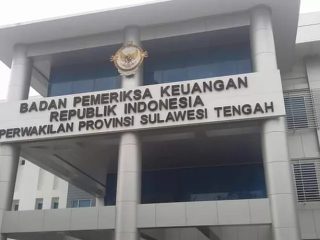 BADAN PEMERIKSA KEUANGAN
REPUBLIK INDONESIA
PERWAKILAN PROVINSI SULAWESI TENGAH